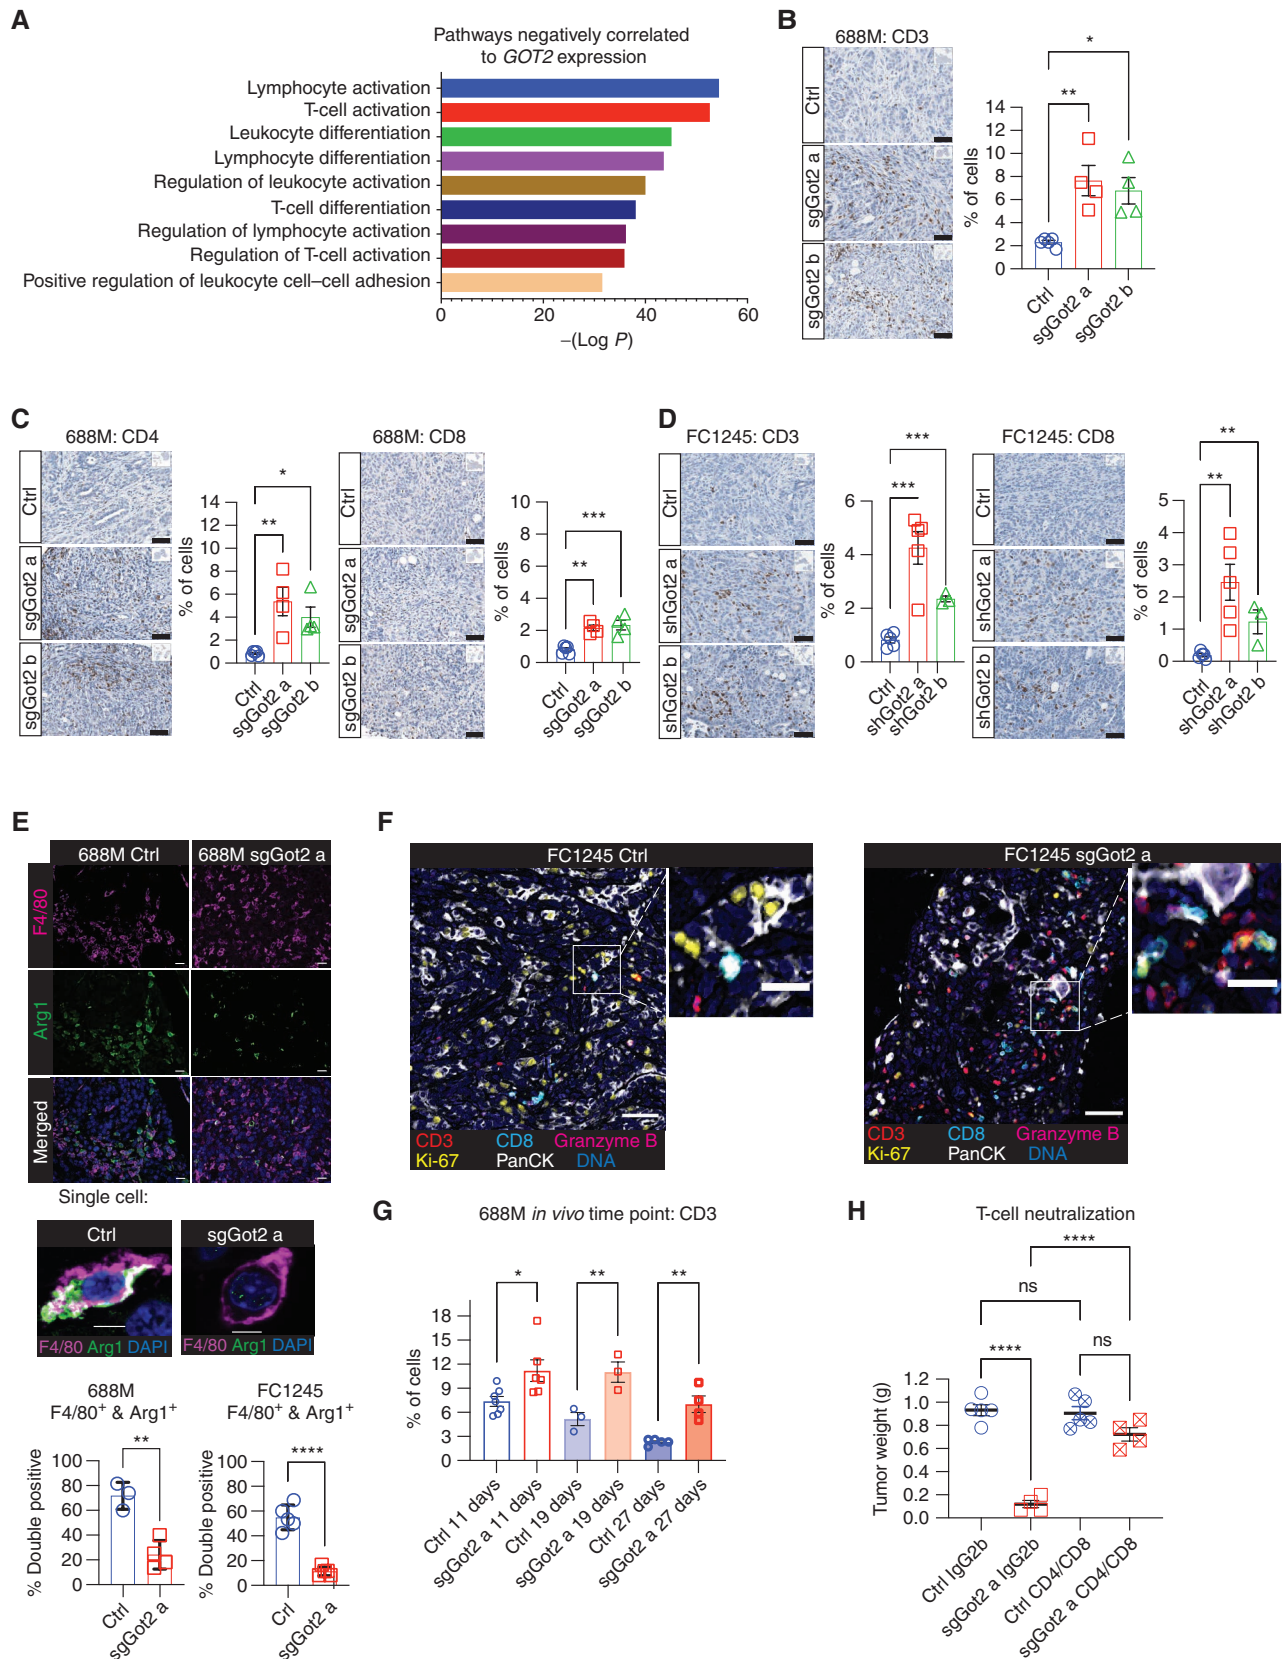 A
Pathways negatively correlated
to GOT2 expression
Lymphocyte activation
T-cell activation
Leukocyte differentiation
Lymphocyte differentiation
Regulation of leukocyte activation
T-cell differentiation
Regulation of lymphocyte activation
Regulation of T-cell activation
Positive regulation of leukocyte cell–cell adhesion
0 20 40 60
–(Log P)
B
688M: CD3
Ctrl
sgGot2 a
sgGot2 b
% of cells
14
12
10
8
6
4
2
0
*
**
Ctrl
sgGot2 a
sgGot2 b
C
688M: CD4
Ctrl
sgGot2 a
sgGot2 b
% of cells
14
12
10
8
6
4
2
0
*
**
Ctrl
sgGot2 a
sgGot2 b
688M: CD8
Ctrl
sgGot2 a
sgGot2 b
% of cells
10
8
6
4
2
0
***
**
Ctrl
sgGot2 a
sgGot2 b
D
FC1245: CD3
Ctrl
shGot2 a
shGot2 b
% of cells
6
4
2
0
***
***
Ctrl
shGot2 a
shGot2 b
FC1245: CD8
Ctrl
shGot2 a
shGot2 b
% of cells
5
4
3
2
1
0
**
**
Ctrl
shGot2 a
shGot2 b
E
688M Ctrl 688M sgGot2 a
F4/80
Arg1
Merged
Single cell:
Ctrl sgGot2 a
F4/80 Arg1 DAPI F4/80 Arg1 DAPI
688M
F4/80+ & Arg1+
% Double positive
100
80
60
40
20
0
**
Ctrl
sgGot2 a
FC1245
F4/80+ & Arg1+
% Double positive
100
80
60
40
20
0
****
Crl
sgGot2 a
F
FC1245 Ctrl
CD3 CD8 Granzyme B
Ki-67 PanCK DNA
FC1245 sgGot2 a
CD3 CD8 Granzyme B
Ki-67 PanCK DNA
G
688M in vivo time point: CD3
% of cells
18
15
12
9
6
3
0
* ** **
Ctrl 11 days
sgGot2 a 11 days
Ctrl 19 days
sgGot2 a 19 days
Ctrl 27 days
sgGot2 a 27 days
H
T-cell neutralization
****
ns
**** ns
Tumor weight (g)
1.2
1.0
0.8
0.6
0.4
0.2
0.0
Ctrl IgG2b
sgGot2 a IgG2b
Ctrl CD4/CD8
sgGot2 a CD4/CD8